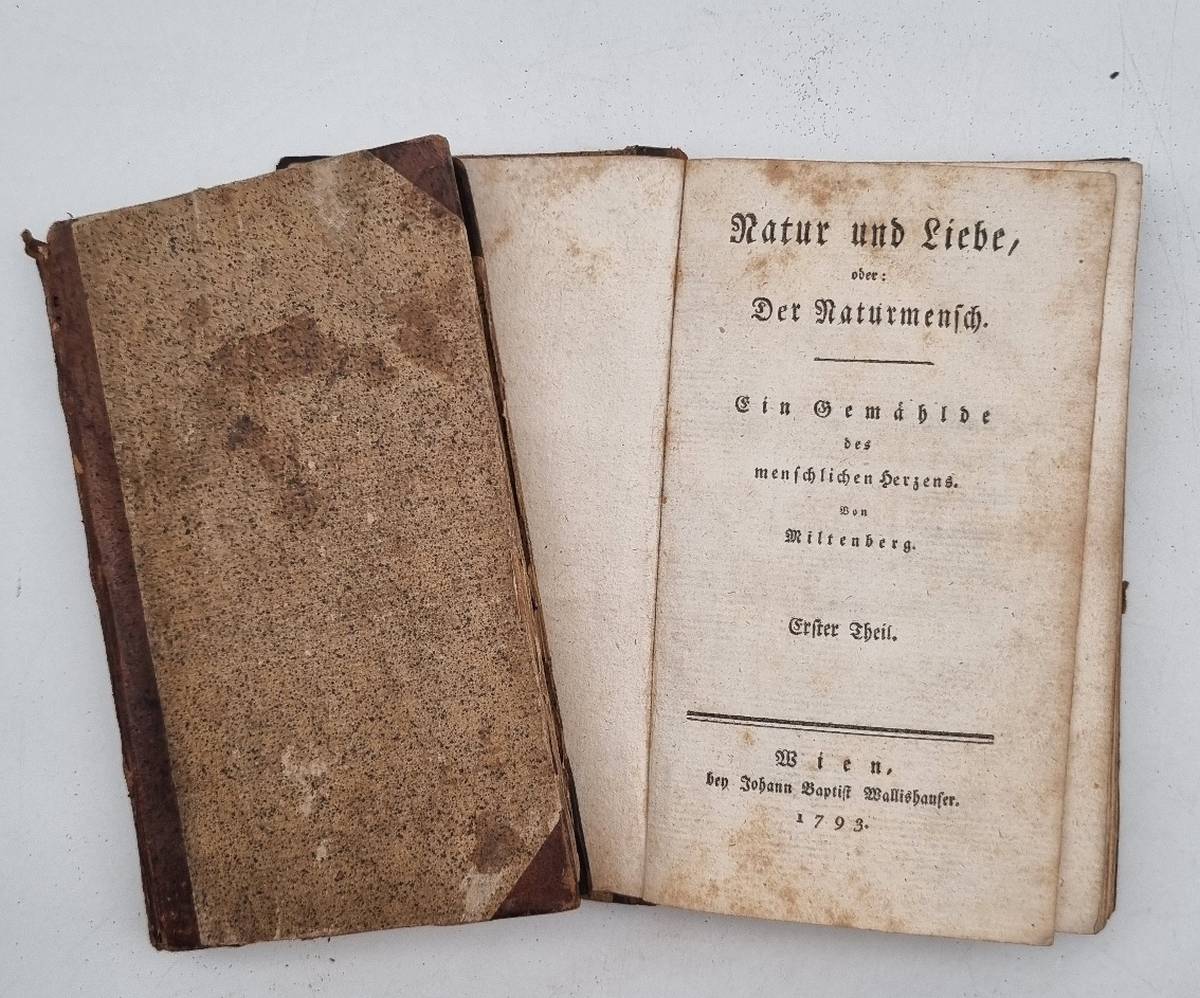 Natur und Liebe,
oder:
Der Naturmenſch.
Ein Gemählde
des
menſchlichen Herzens.
Von
Miltenberg.
Erſter Theil.
Wien,
bey Johann Baptiſt Wallishauſer.
1793.